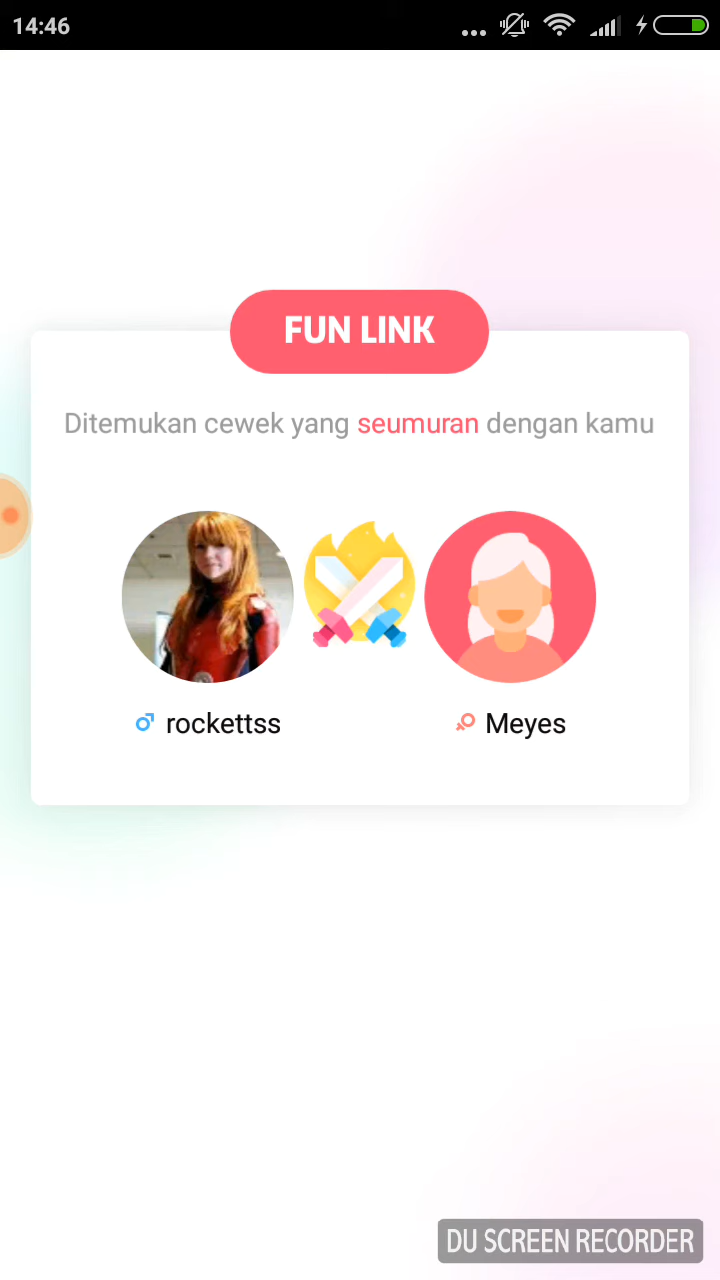 14:46
FUN LINK
Ditemukan cewek yang seumuran dengan kamu
rockettss
Meyes
DU SCREEN RECORDER